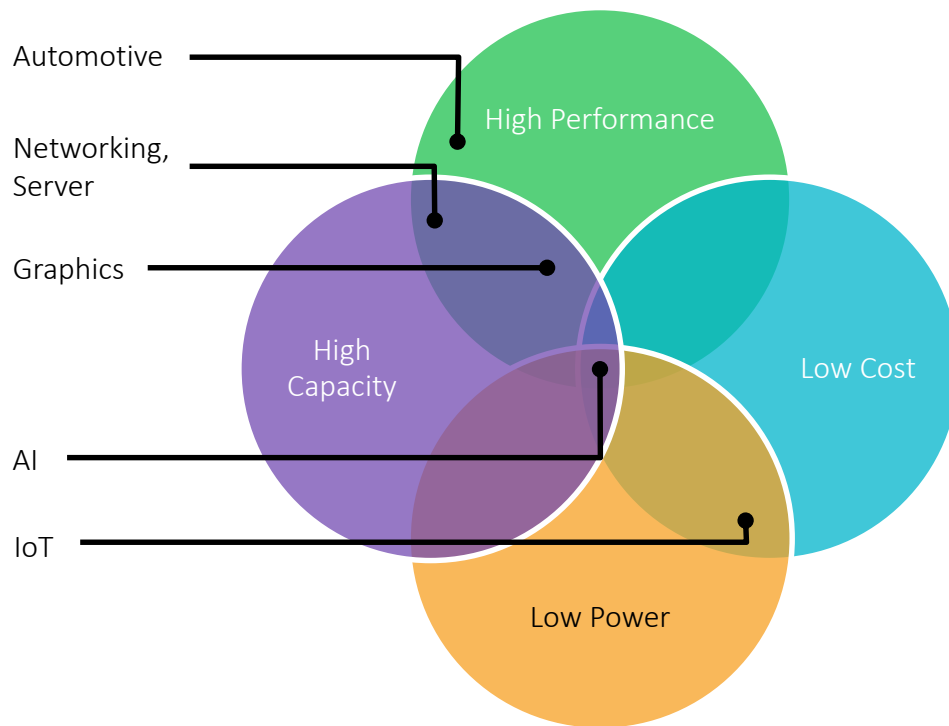 Automotive
High Performance
Networking,
Server
Graphics
High
Capacity
Low Cost
AI
IoT
Low Power